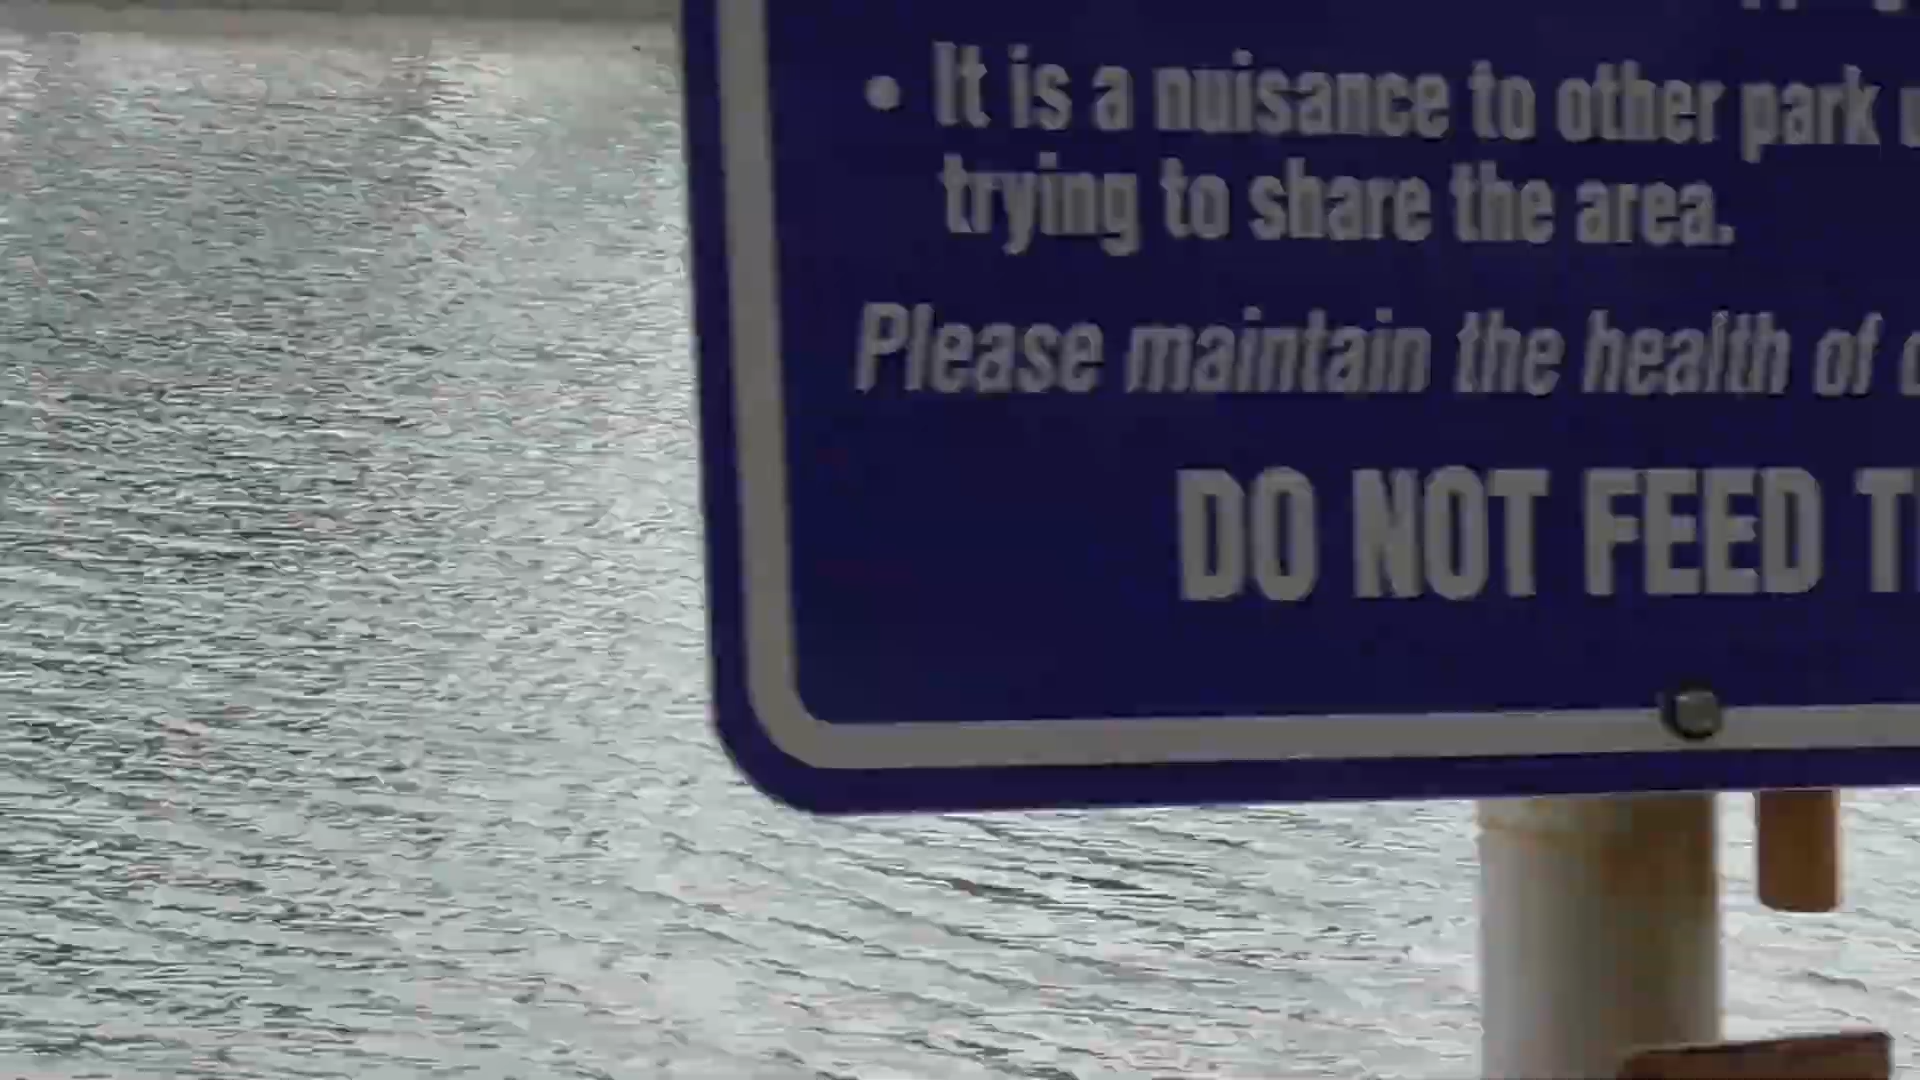 • It is a nuisance to other park
trying to share the area.
Please maintain the health of
DO NOT FEED